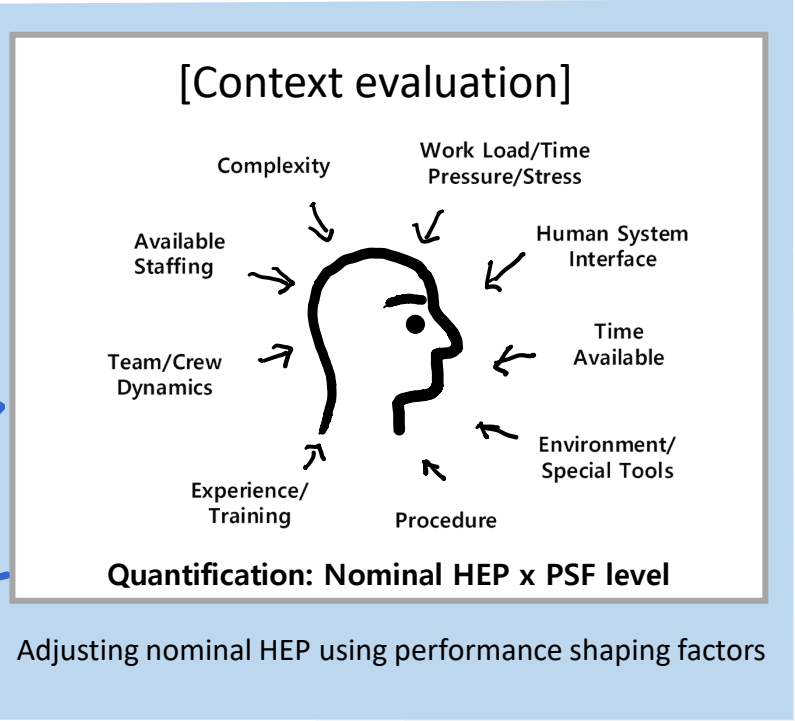 [Context evaluation]
Complexity
Work Load/Time
Pressure/Stress
Available
Staffing
Human System
Interface
Team/Crew
Dynamics
Time
Available
Experience/
Training
Environment/
Special Tools
Procedure
Quantification: Nominal HEP x PSF level
Adjusting nominal HEP using performance shaping factors